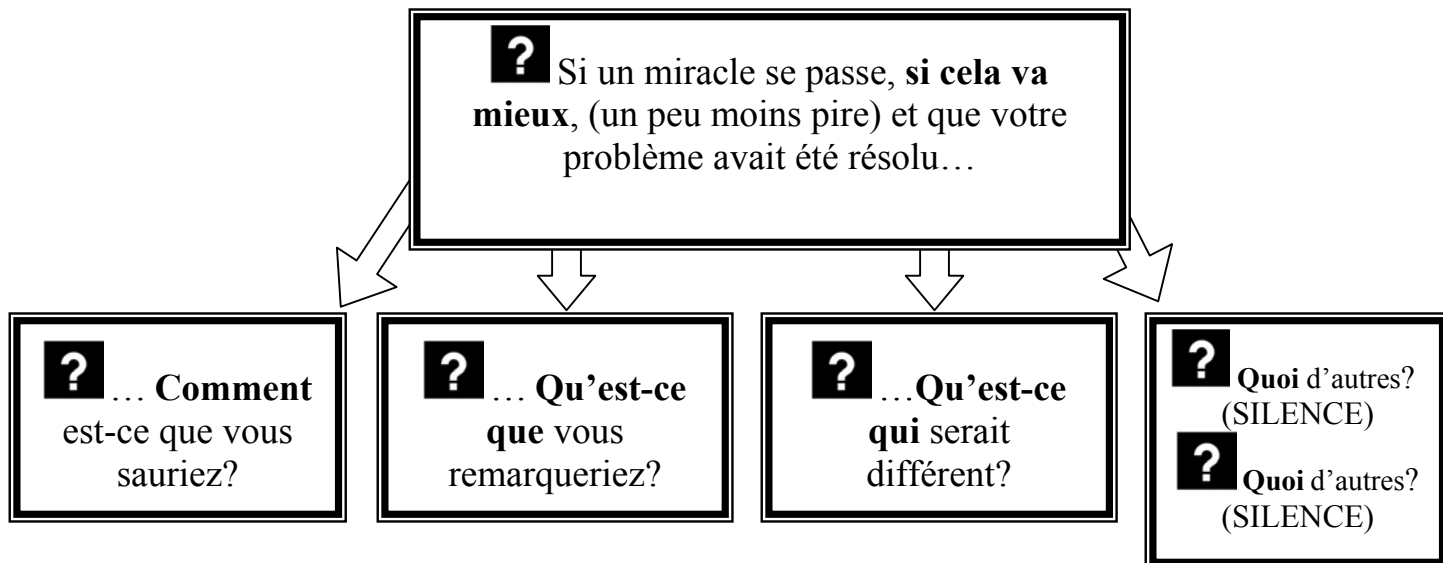 ? Si un miracle se passe, si cela va
mieux, (un peu moins pire) et que votre
problème avait été résolu…
? … Comment
est-ce que vous
sauriez?
? … Qu’est-ce
que vous
remarqueriez?
? …Qu’est-ce
qui serait
différent?
? Quoi d’autres?
(SILENCE)
? Quoi d’autres?
(SILENCE)